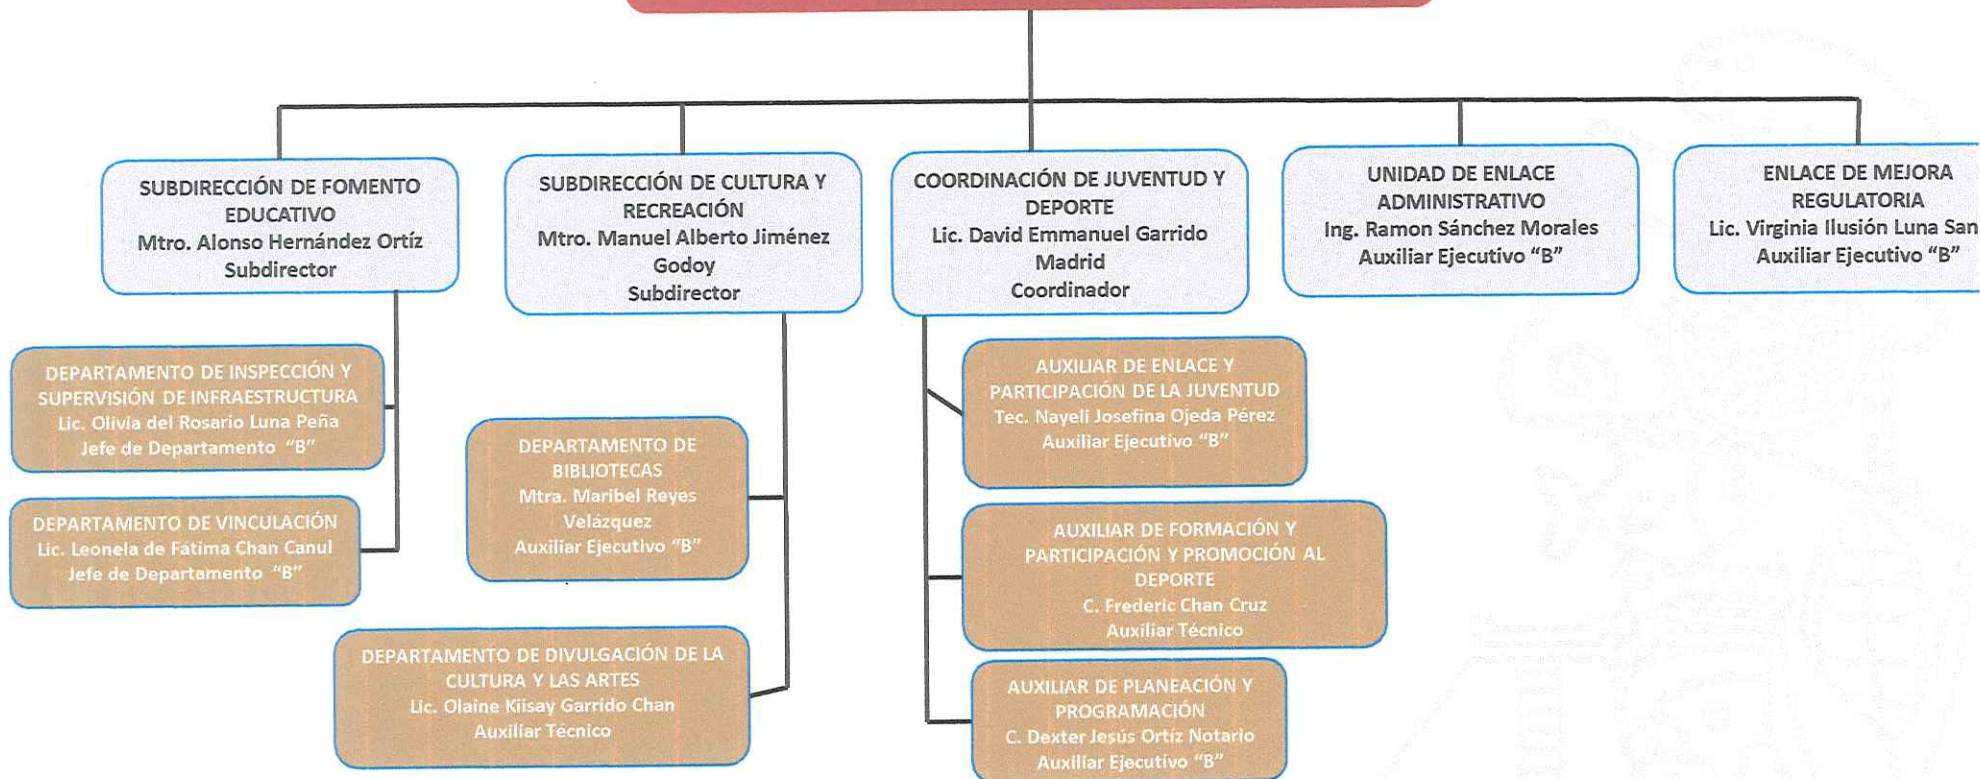 SUBDIRECCIÓN DE FOMENTO
EDUCATIVO
Mtro. Alonso Hernández Ortíz
Subdirector
SUBDIRECCIÓN DE CULTURA Y
RECREACIÓN
Mtro. Manuel Alberto Jiménez
Godoy
Subdirector
COORDINACIÓN DE JUVENTUD Y
DEPORTE
Lic. David Emmanuel Garrido
Madrid
Coordinador
UNIDAD DE ENLACE
ADMINISTRATIVO
Ing. Ramon Sánchez Morales
Auxiliar Ejecutivo “B”
ENLACE DE MEJORA
REGULATORIA
Lic. Virginia Ilusión Luna San
Auxiliar Ejecutivo “B”
DEPARTAMENTO DE INSPECCIÓN Y
SUPERVISIÓN DE INFRAESTRUCTURA
Lic. Olivia del Rosario Luna Peña
Jefe de Departamento “B”
DEPARTAMENTO DE VINCULACIÓN
Lic. Leonela de Fátima Chan Canul
Jefe de Departamento “B”
DEPARTAMENTO DE
BIBLIOTECAS
Mtra. Maribel Reyes
Velázquez
Auxiliar Ejecutivo “B”
DEPARTAMENTO DE DIVULGACIÓN DE LA
CULTURA Y LAS ARTES
Lic. Olaine Kiisay Garrido Chan
Auxiliar Técnico
AUXILIAR DE ENLACE Y
PARTICIPACIÓN DE LA JUVENTUD
Tec. Nayeli Josefina Ojeda Pérez
Auxiliar Ejecutivo “B”
AUXILIAR DE FORMACIÓN Y
PARTICIPACIÓN Y PROMOCIÓN AL
DEPORTE
C. Frederic Chan Cruz
Auxiliar Técnico
AUXILIAR DE PLANEACIÓN Y
PROGRAMACIÓN
C. Dexter Jesús Ortíz Notario
Auxiliar Ejecutivo “B”